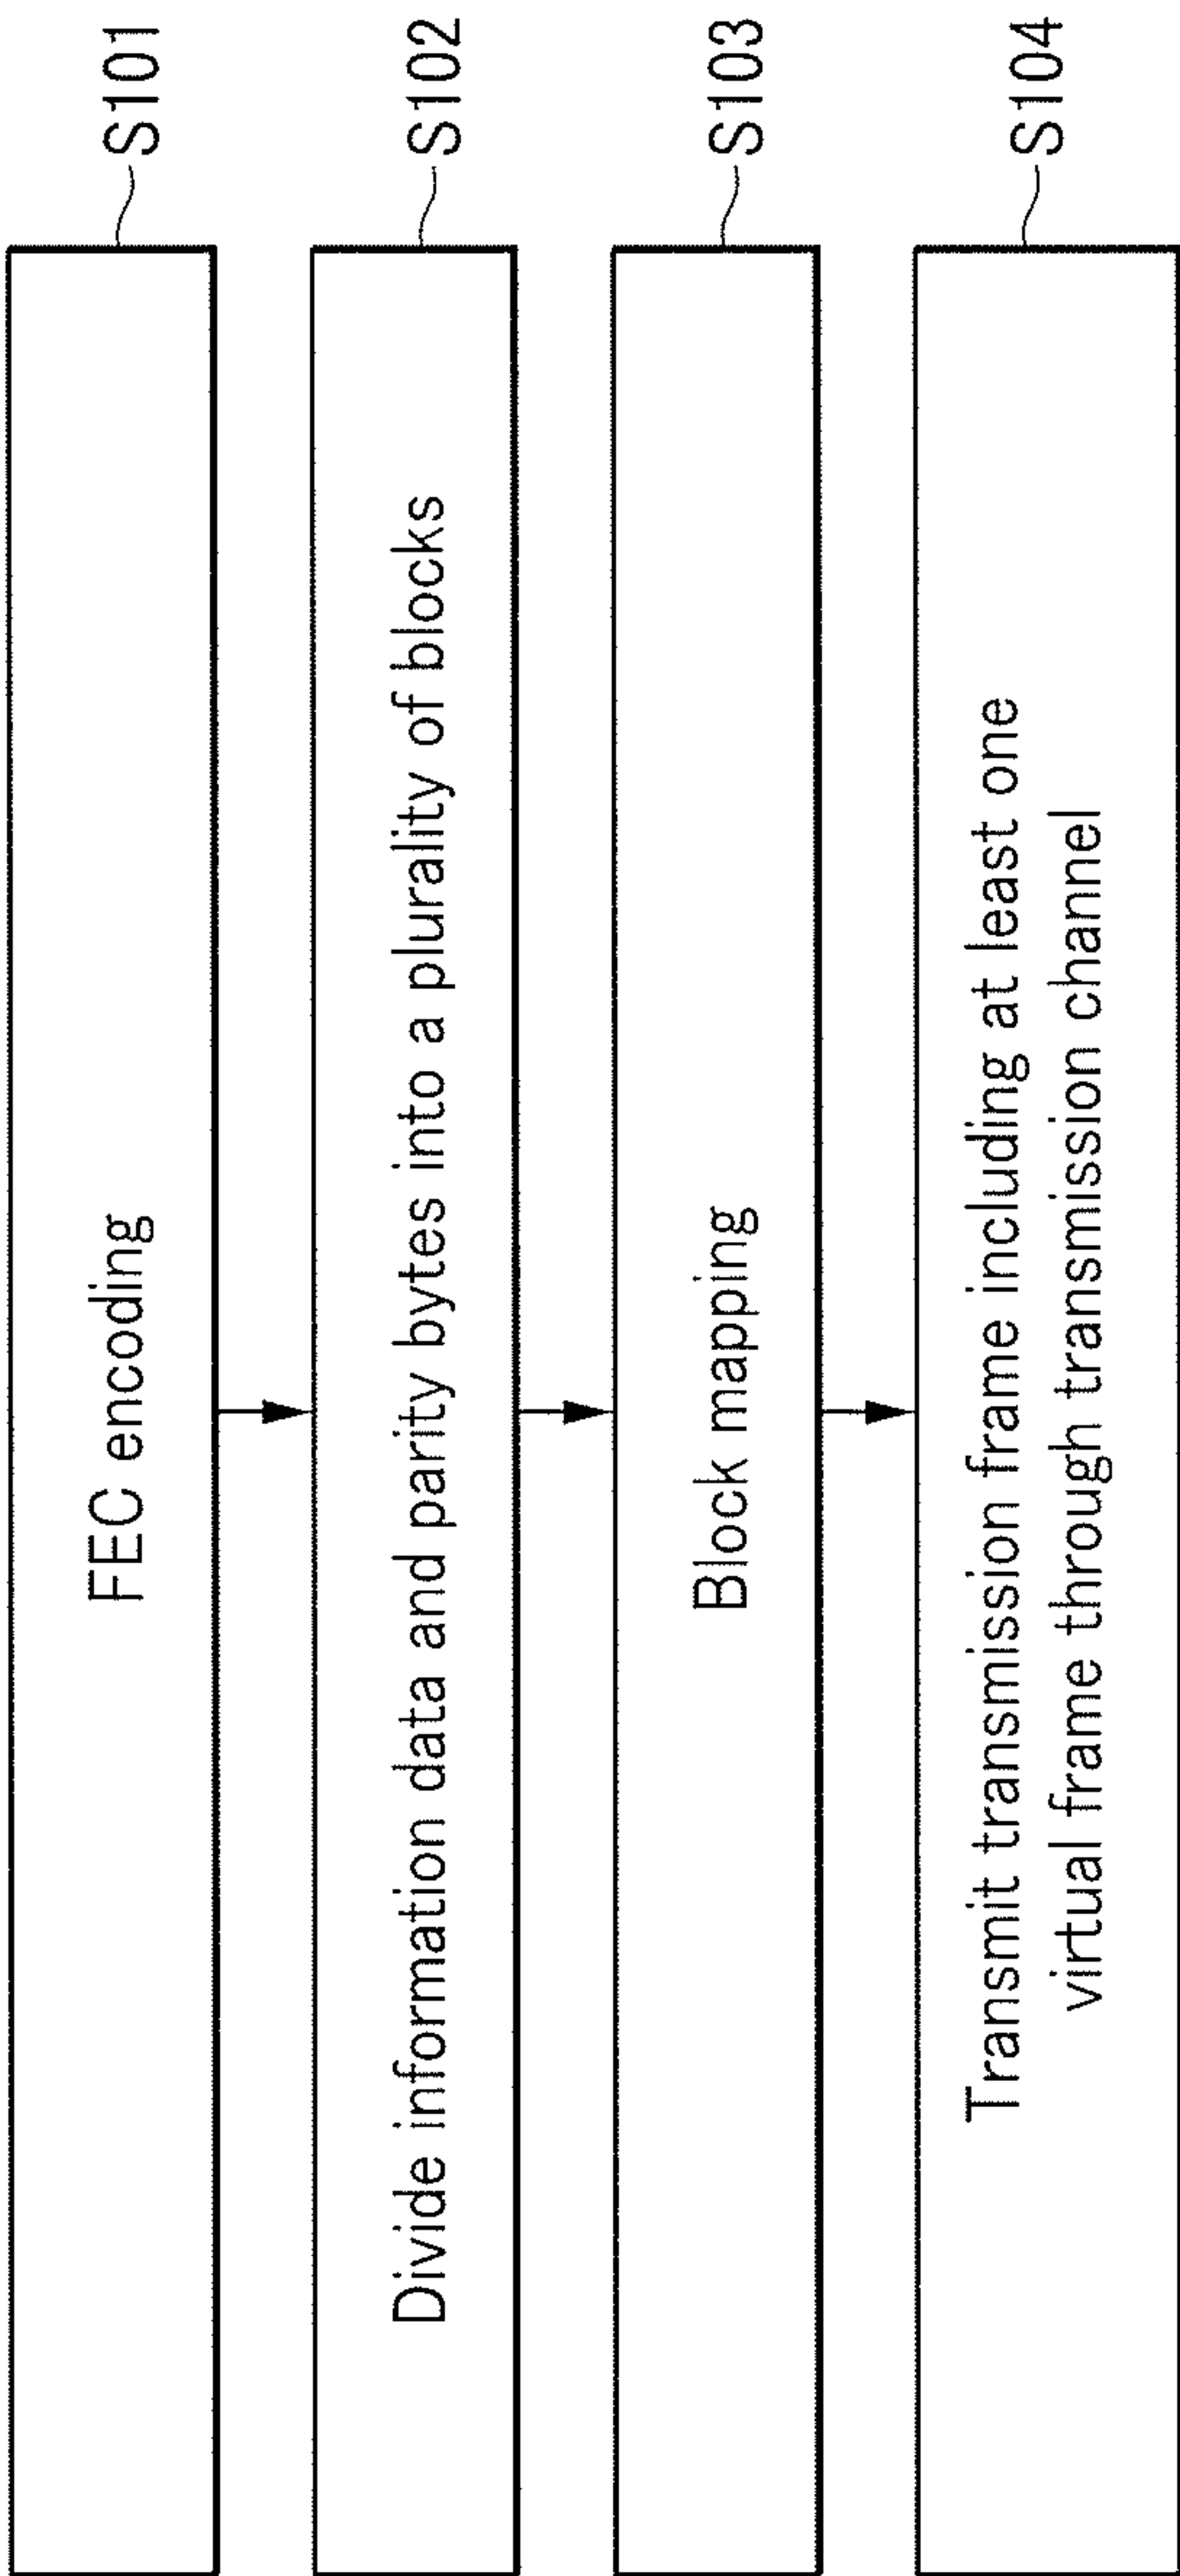 FEC encoding
S101
Divide information data and parity bytes into a plurality of blocks
S102
Block mapping
S103
Transmit transmission frame including at least one
virtual frame through transmission channel
S104